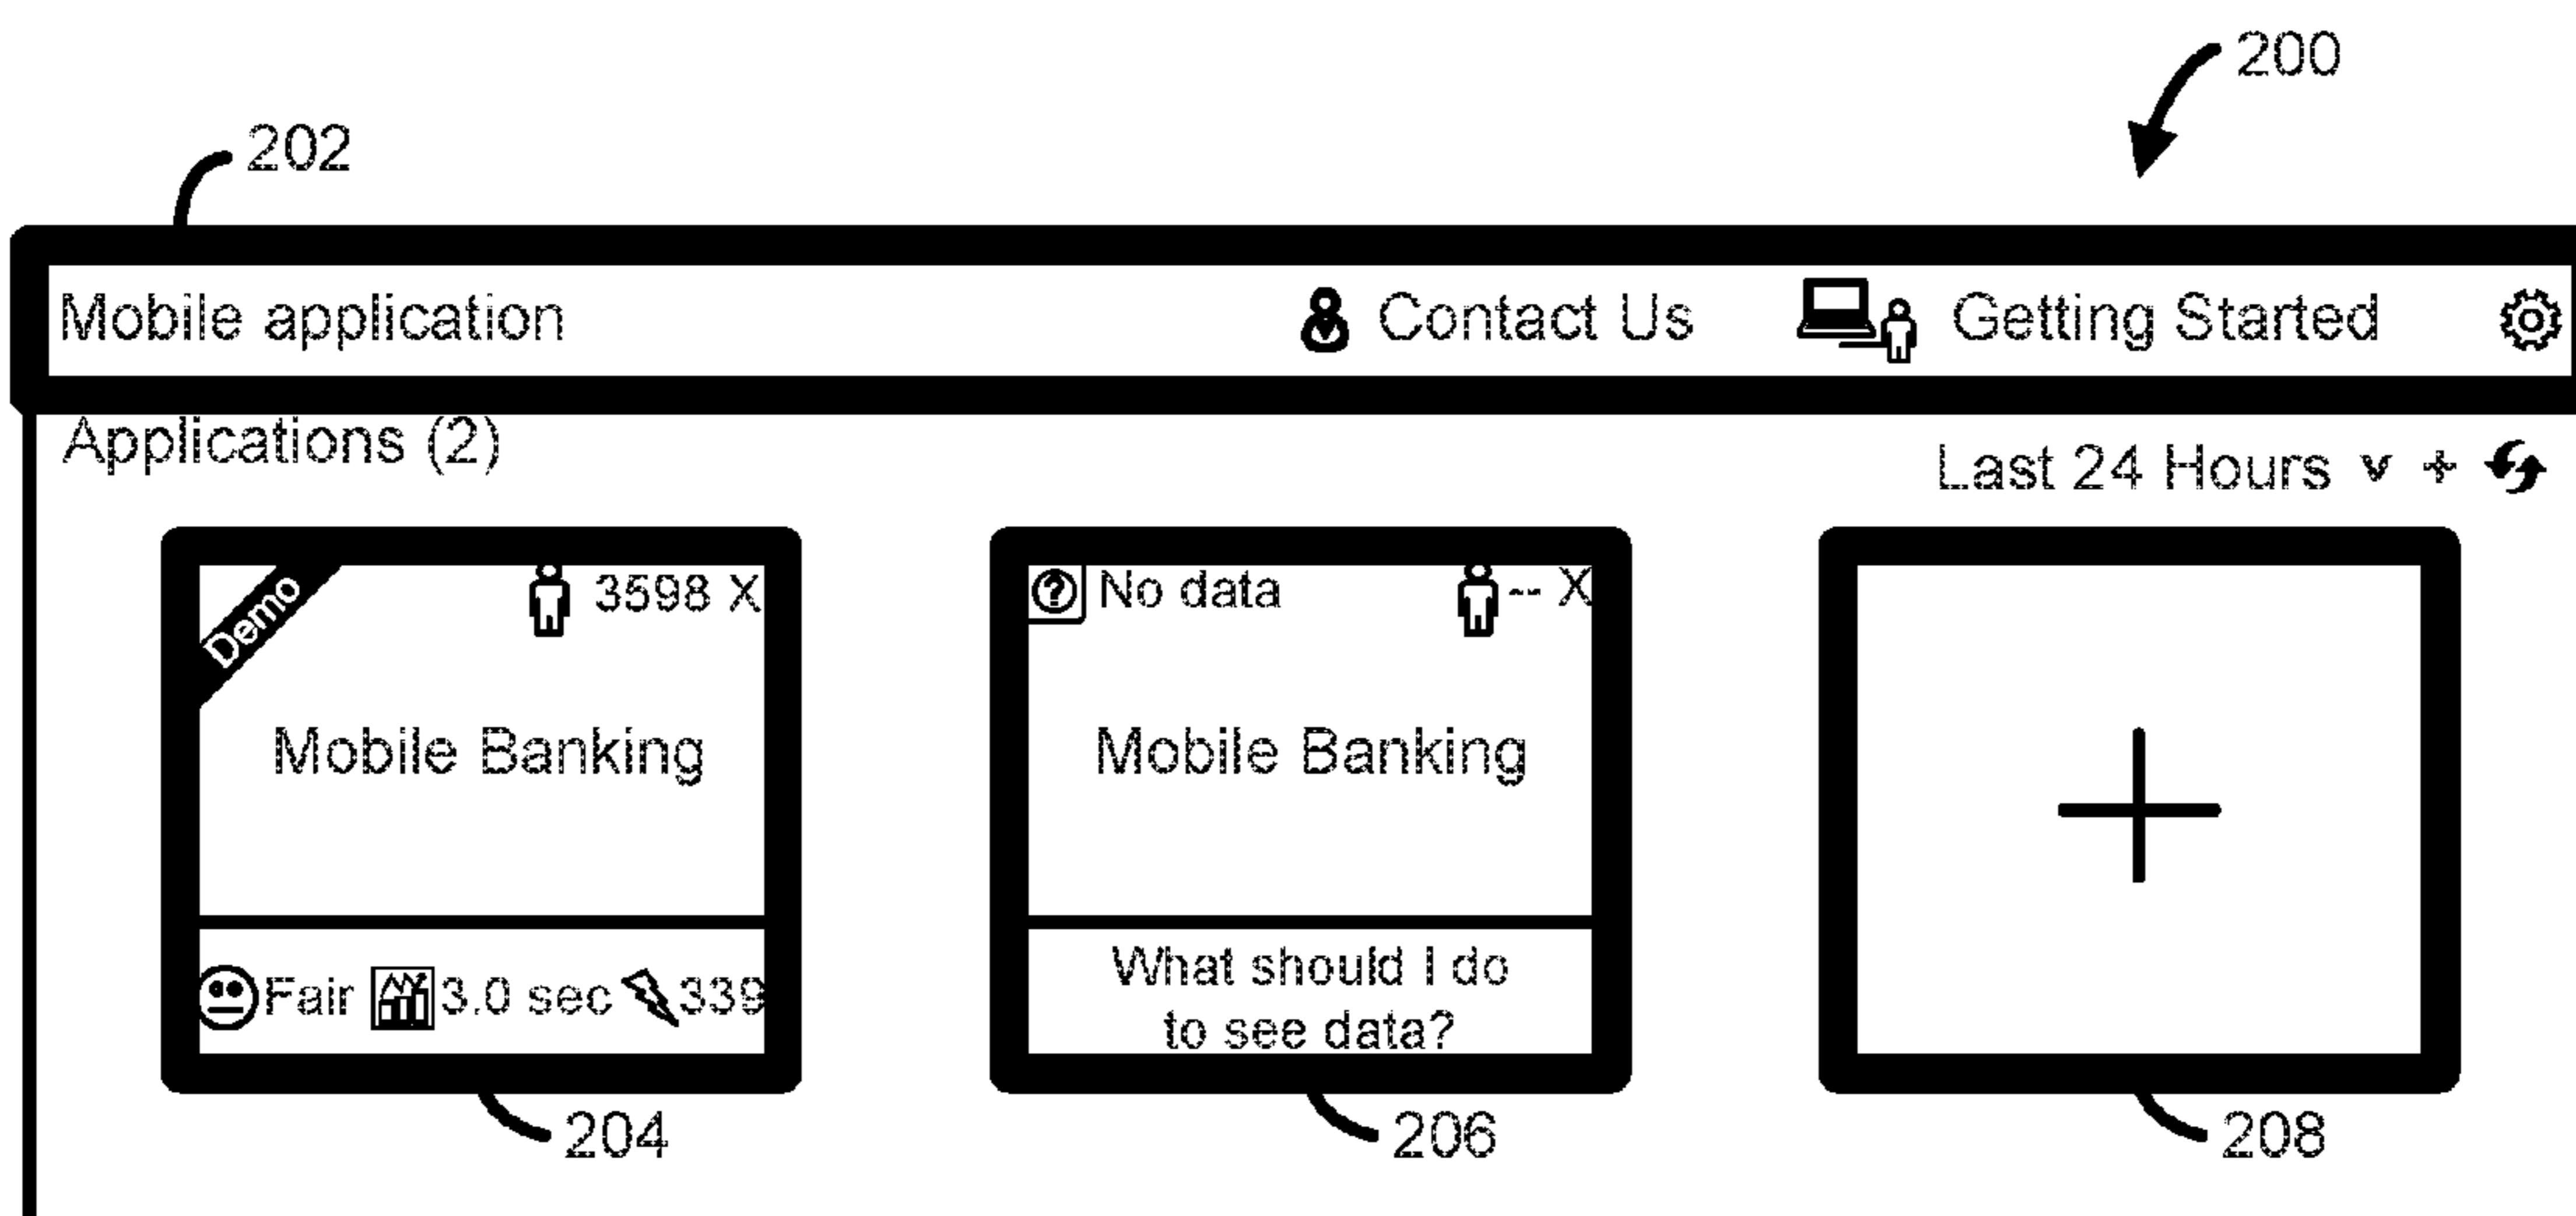 200
202
Mobile application Contact Us Getting Started
Applications (2)
Last 24 Hours v +
Demo 3598 X
Mobile Banking
Fair 3.0 sec 339
? No data -- X
Mobile Banking
What should I do
to see data?
204
206
208